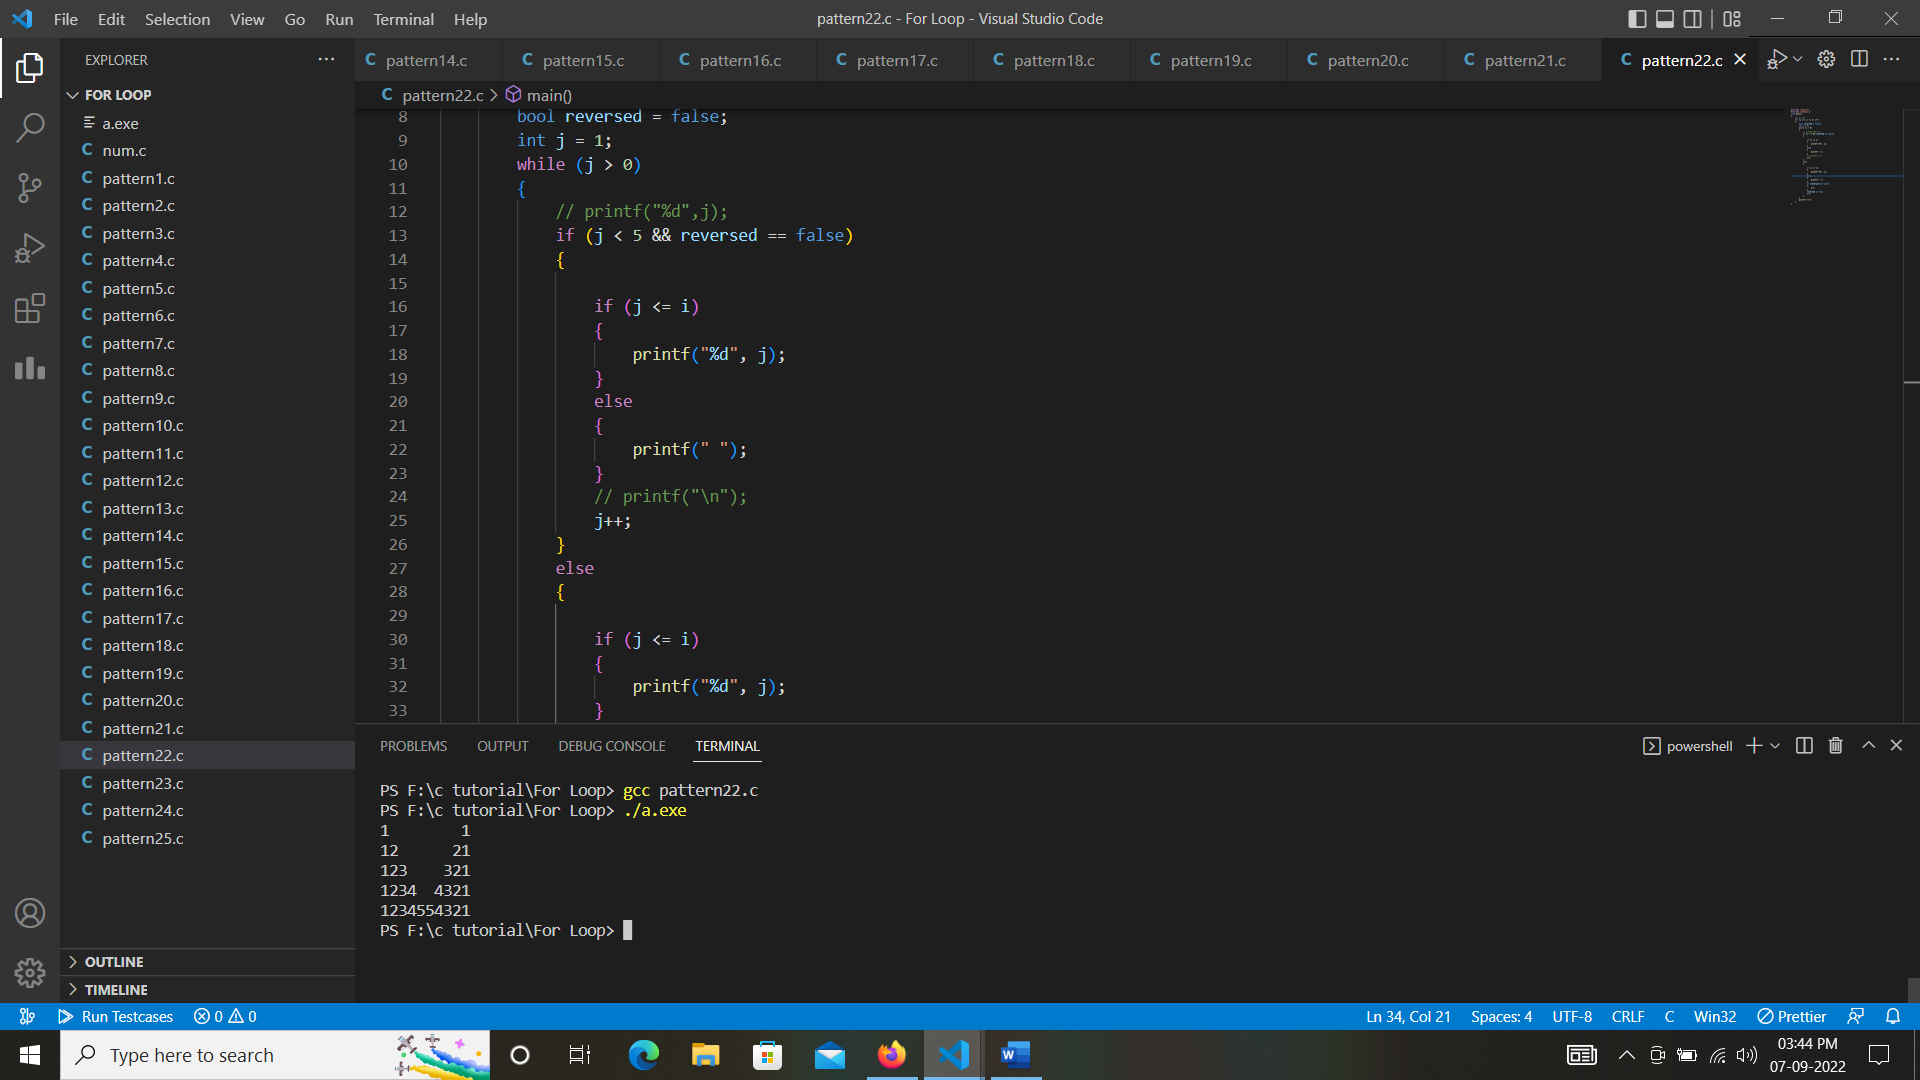 File Edit Selection View Go Run Terminal Help
pattern22.c - For Loop - Visual Studio Code
EXPLORER
FOR LOOP
a.exe
num.c
pattern1.c
pattern2.c
pattern3.c
pattern4.c
pattern5.c
pattern6.c
pattern7.c
pattern8.c
pattern9.c
pattern10.c
pattern11.c
pattern12.c
pattern13.c
pattern14.c
pattern15.c
pattern16.c
pattern17.c
pattern18.c
pattern19.c
pattern20.c
pattern21.c
pattern22.c
pattern23.c
pattern24.c
pattern25.c
OUTLINE
TIMELINE
C pattern14.c C pattern15.c C pattern16.c C pattern17.c C pattern18.c C pattern19.c C pattern20.c C pattern21.c C pattern22.c
C pattern22.c > main()
8 bool reversed = false;
9 int j = 1;
10 while (j > 0)
11 {
12 // printf("%d",j);
13 if (j < 5 && reversed == false)
14 {
15
16 if (j <= i)
17 {
18 printf("%d", j);
19 }
20 else
21 {
22 printf(" ");
23 }
24 // printf("\n");
25 j++;
26 }
27 else
28 {
29
30 if (j <= i)
31 {
32 printf("%d", j);
33 }
PROBLEMS OUTPUT DEBUG CONSOLE TERMINAL
powershell
PS F:\c tutorial\For Loop> gcc pattern22.c
PS F:\c tutorial\For Loop> ./a.exe
1        1
12      21
123    321
1234  4321
1234554321
PS F:\c tutorial\For Loop>
Run Testcases 0 0
Ln 34, Col 21 Spaces: 4 UTF-8 CRLF C Win32 Prettier
Type here to search
03:44 PM
07-09-2022